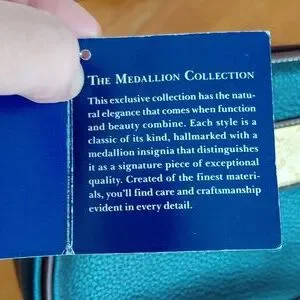 THE MEDALLION COLLECTION
This exclusive collection has the natu-
ral elegance that comes when function
and beauty combine. Each style is a
classic of its kind, hallmarked with a
medallion insignia that distinguishes
it as a signature piece of exceptional
quality. Created of the finest materi-
als, you'll find care and craftsmanship
evident in every detail.